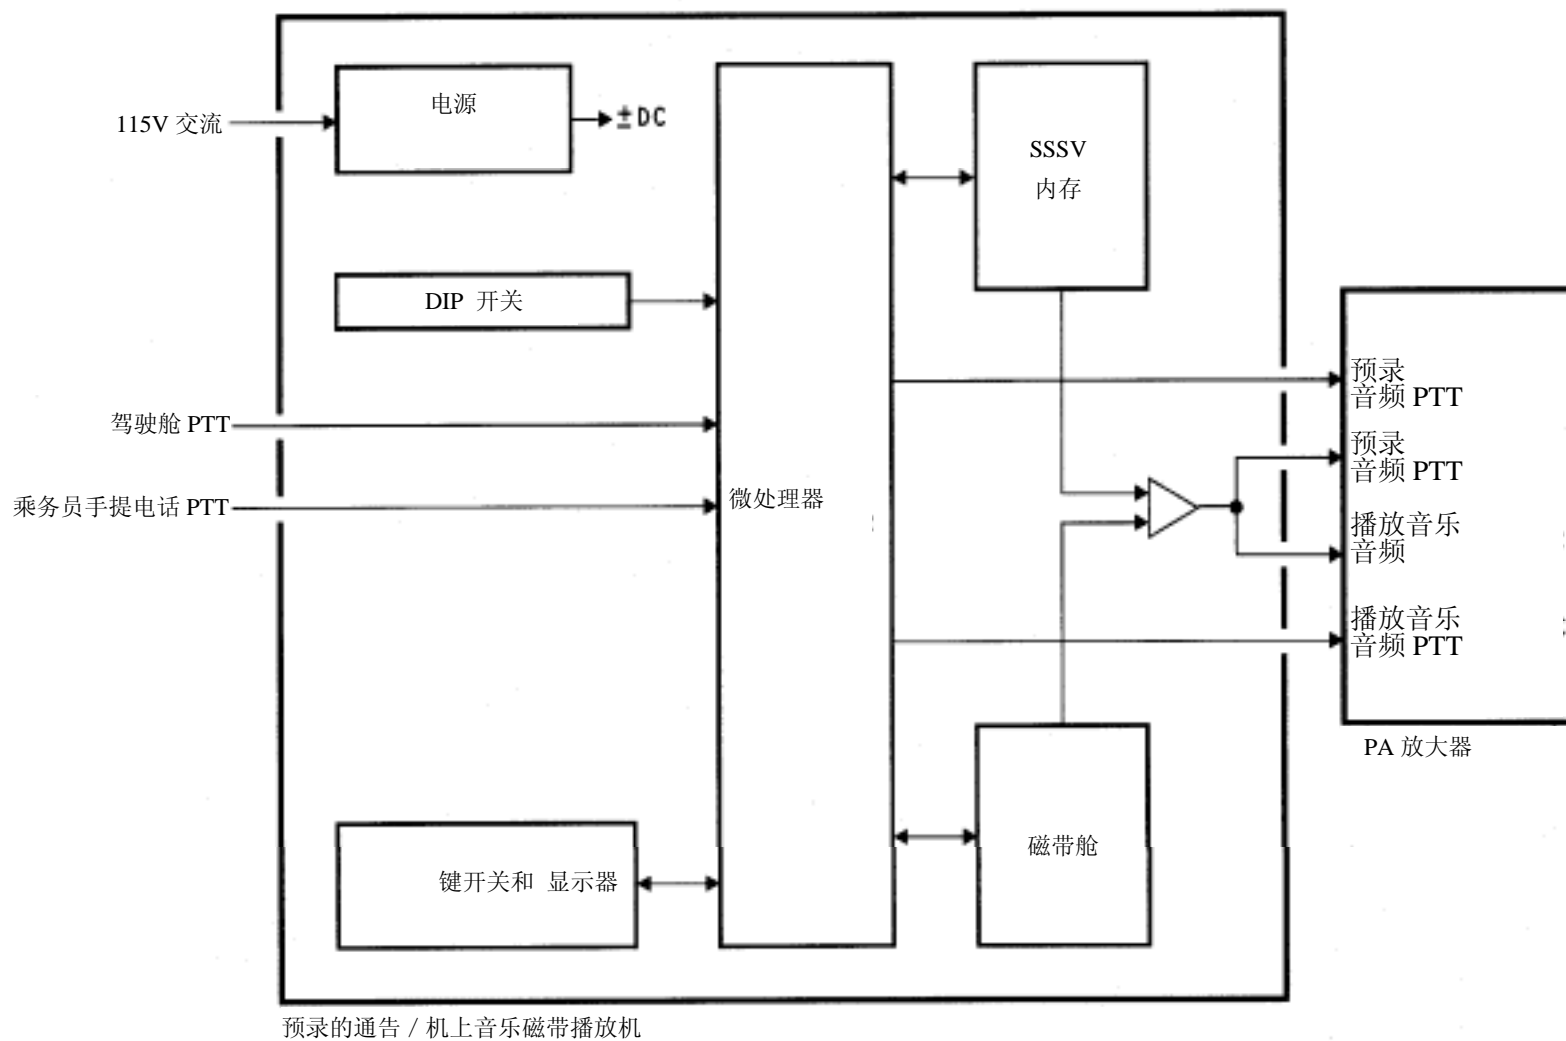 电源
115V 交流
±DC
SSSV
内存
DIP 开关
预录
音频 PTT
驾驶舱 PTT
预录
音频 PTT
乘务员手提电话 PTT
微处理器
播放音乐
音频
播放音乐
音频 PTT
PA 放大器
磁带舱
键开关和 显示器
预录的通告 / 机上音乐磁带播放机